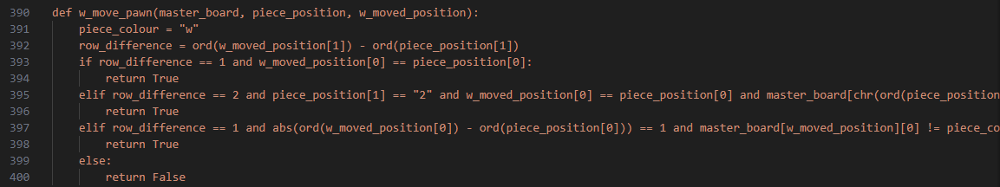 390 def w_move_pawn(master_board, piece_position, w_moved_position):
391     piece_colour = "w"
392     row_difference = ord(w_moved_position[1]) - ord(piece_position[1])
393     if row_difference == 1 and w_moved_position[0] == piece_position[0]:
394         return True
395     elif row_difference == 2 and piece_position[1] == "2" and w_moved_position[0] == piece_position[0] and master_board[chr(ord(piece_position
396         return True
397     elif row_difference == 1 and abs(ord(w_moved_position[0]) - ord(piece_position[0])) == 1 and master_board[w_moved_position][0] != piece_co
398         return True
399     else:
400         return False